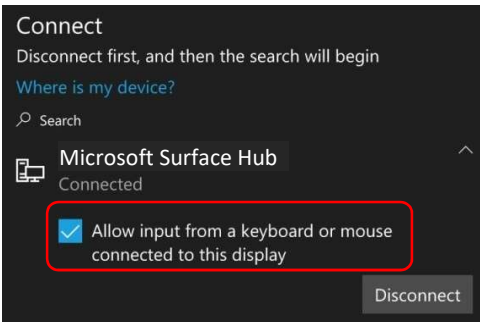 Connect
Disconnect first, and then the search will begin
Where is my device?
Search
Microsoft Surface Hub
Connected
Allow input from a keyboard or mouse
connected to this display
Disconnect